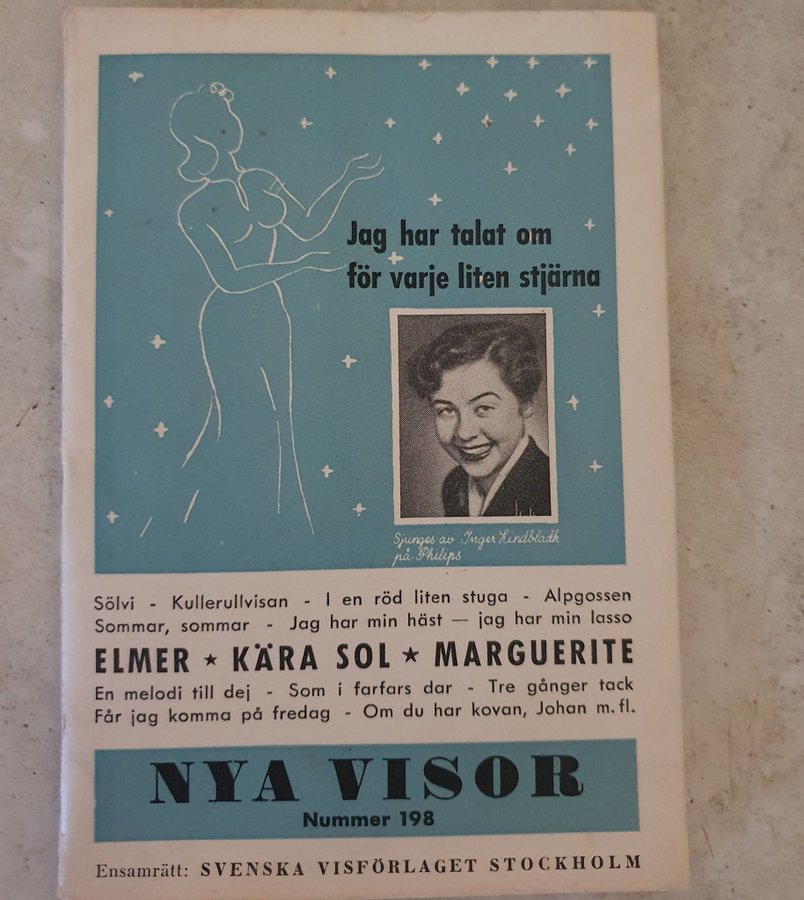 Jag har talat om
för varje liten stjärna
Sjunges av Inger Lindbladh
på Philips
Sölvi - Kullerullvisan - I en röd liten stuga - Alpgossen
Sommar, sommar - Jag har min häst — jag har min lasso
ELMER ★ KÄRA SOL ★ MARGUERITE
En melodi till dej - Som i farfars dar - Tre gånger tack
Får jag komma på fredag - Om du har kovan, Johan m. fl.
NYA VISOR
Nummer 198
Ensamrätt: SVENSKA VISFÖRLAGET STOCKHOLM